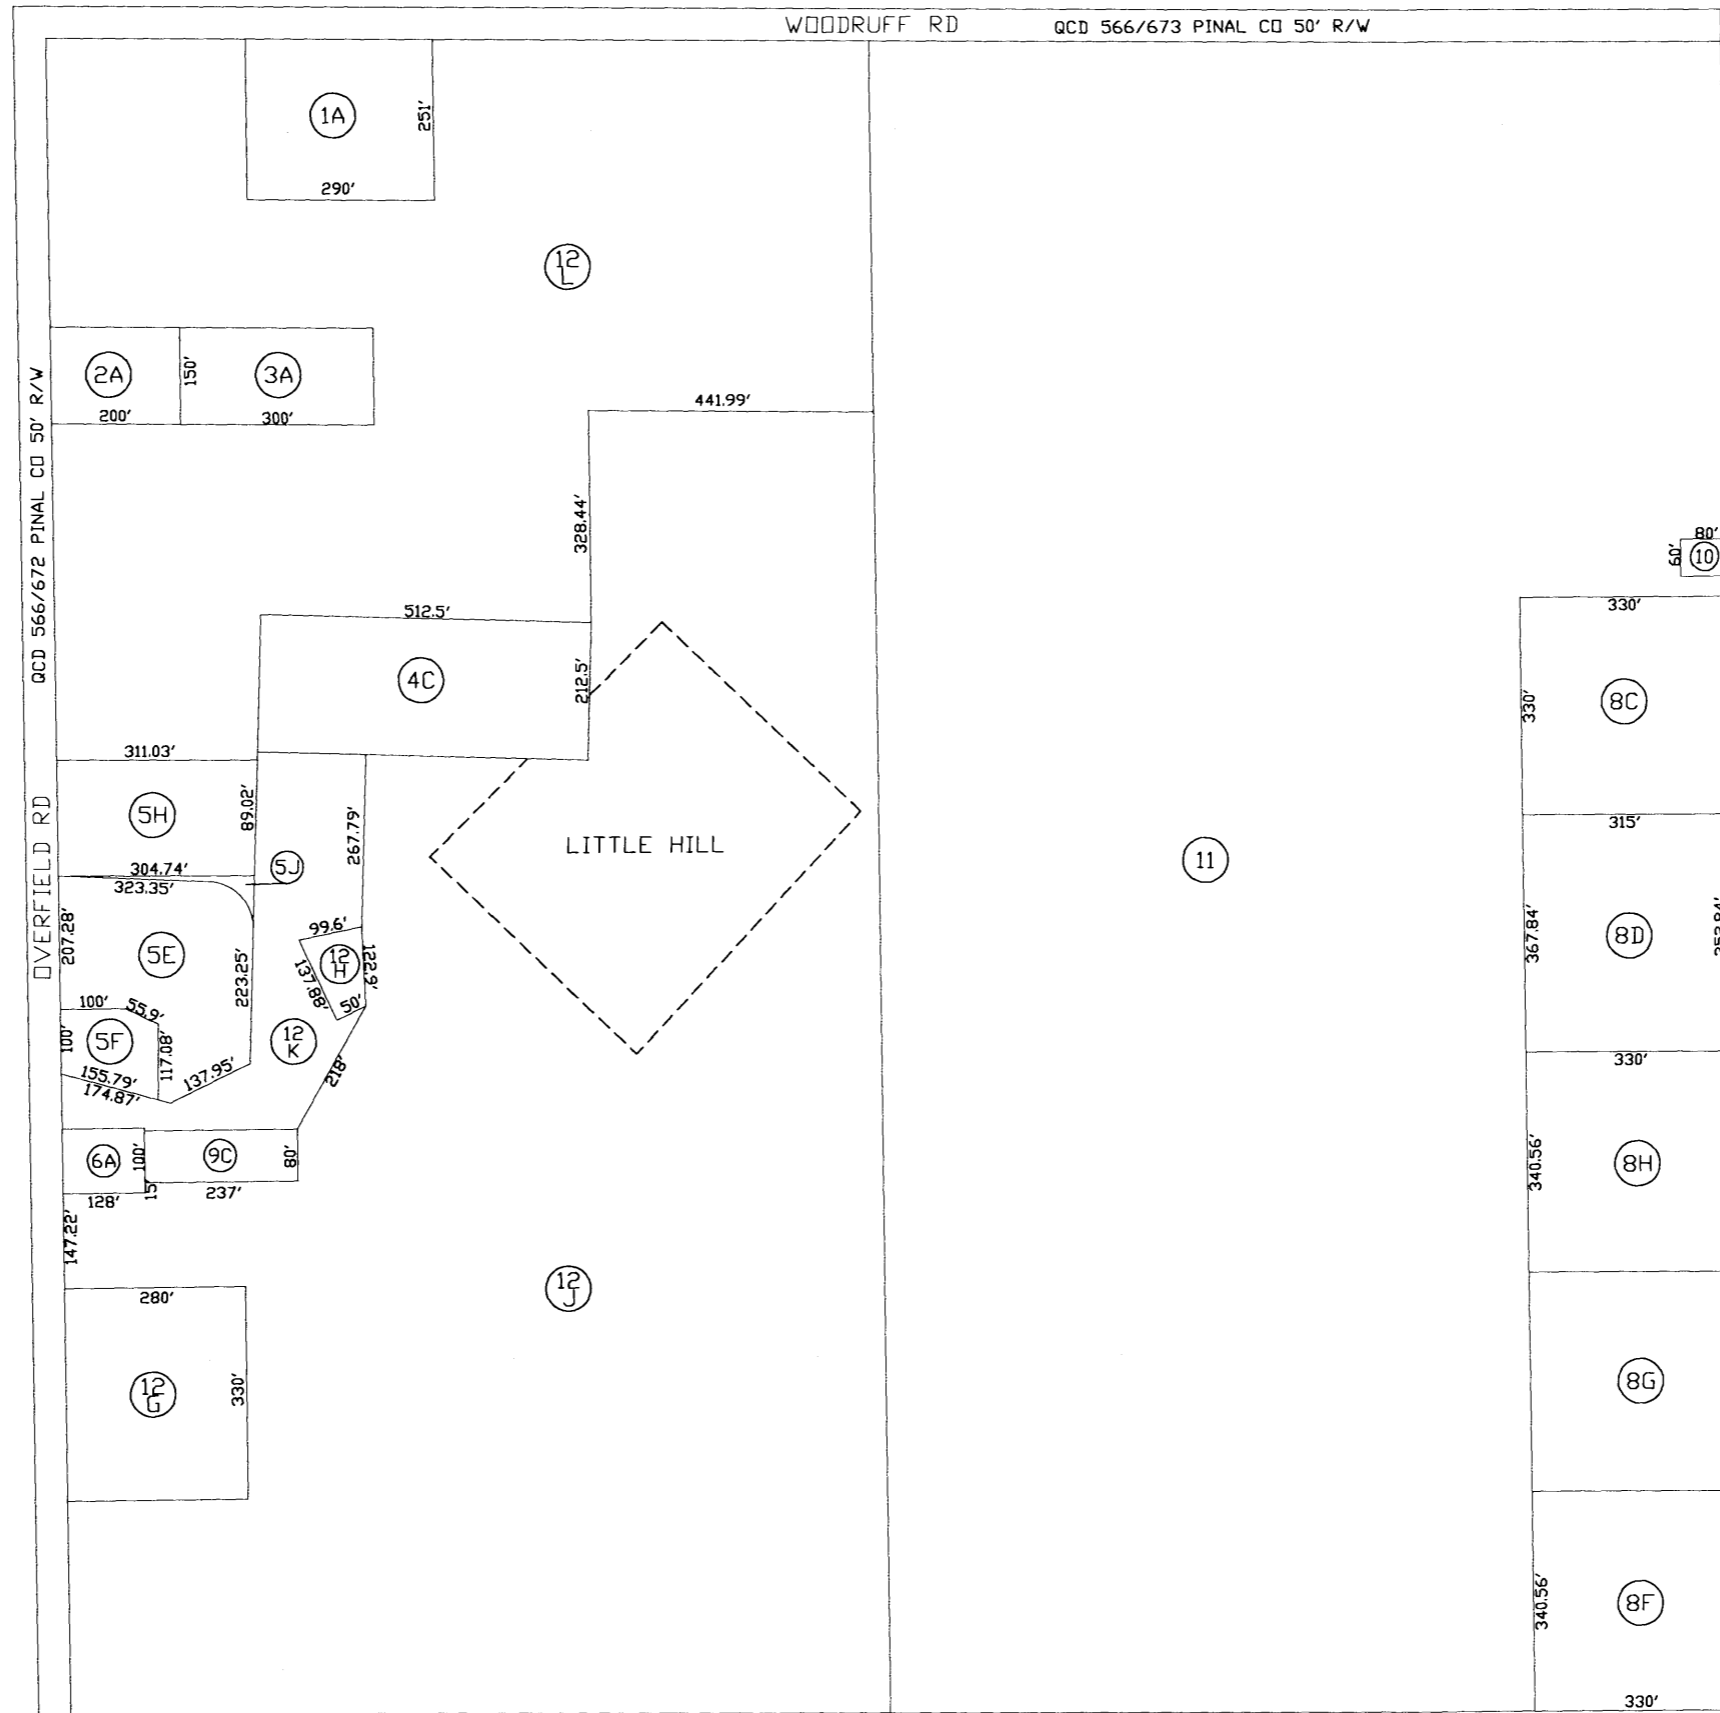 WOODRUFF RD
QCD 566/673 PINAL CO 50' R/W
1A
251'
290'
12
L
2A
150'
3A
200'
300'
QCD 566/672 PINAL CO 50' R/W
441.99'
328.44'
80'
60'
10
330'
512.5'
4C
212.5'
330'
8C
311.03'
5H
89.02'
267.79'
315'
OVERFIELD RD
LITTLE HILL
11
304.74'
323.35'
5J
207.28'
5E
223.25'
99.6'
12
H
122.9'
137.88'
50'
367.84'
8D
100'
55.9'
5F
100'
117.08'
12
K
155.79'
174.87'
137.95'
218'
330'
6A
100'
9C
80'
340.56'
8H
128'
15'
237'
147.22'
280'
12
J
12
G
330'
8G
340.56'
8F
330'